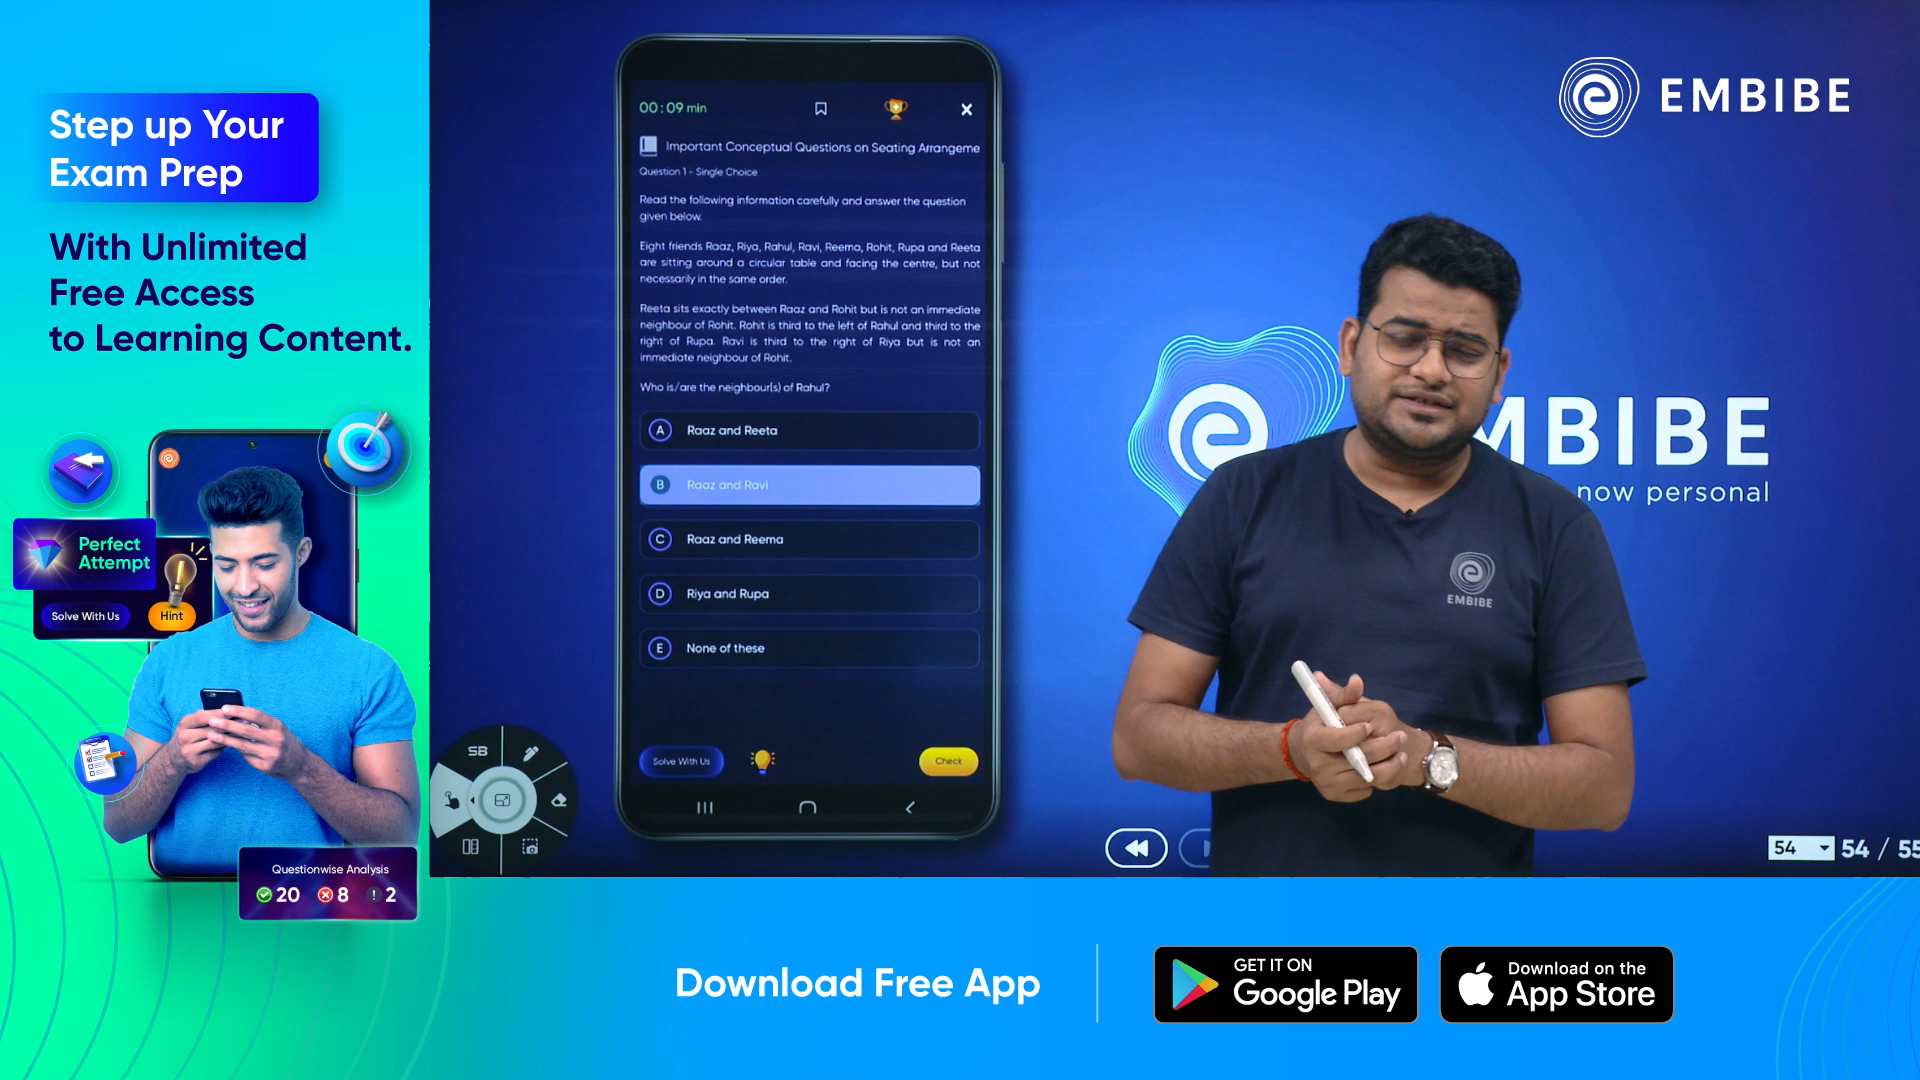 Step up Your
Exam Prep
With Unlimited
Free Access
to Learning Content.
Perfect
Attempt
Solve With Us
Hint
Questionwise Analysis
20 8 2
00:09 min
Important Conceptual Questions on Seating Arrangeme
Question 1 - Single Choice
Read the following information carefully and answer the question
given below.
Eight friends Raaz, Riya, Rahul, Ravi, Reema, Rohit, Rupa and Reeta
are sitting around a circular table and facing the centre, but not
necessarily in the same order.
Reeta sits exactly between Raaz and Rohit but is not an immediate
neighbour of Rohit. Rohit is third to the left of Rahul and third to the
right of Rupa. Ravi is third to the right of Riya but is not an
immediate neighbour of Rohit.
Who is/are the neighbour(s) of Rahul?
A Raaz and Reeta
B Raaz and Ravi
C Raaz and Reema
D Riya and Rupa
E None of these
Solve With Us
Check
SB
EMBIBE
MBIBE
now personal
EMBIBE
54 54 / 55
Download Free App
GET IT ON
Google Play
Download on the
App Store